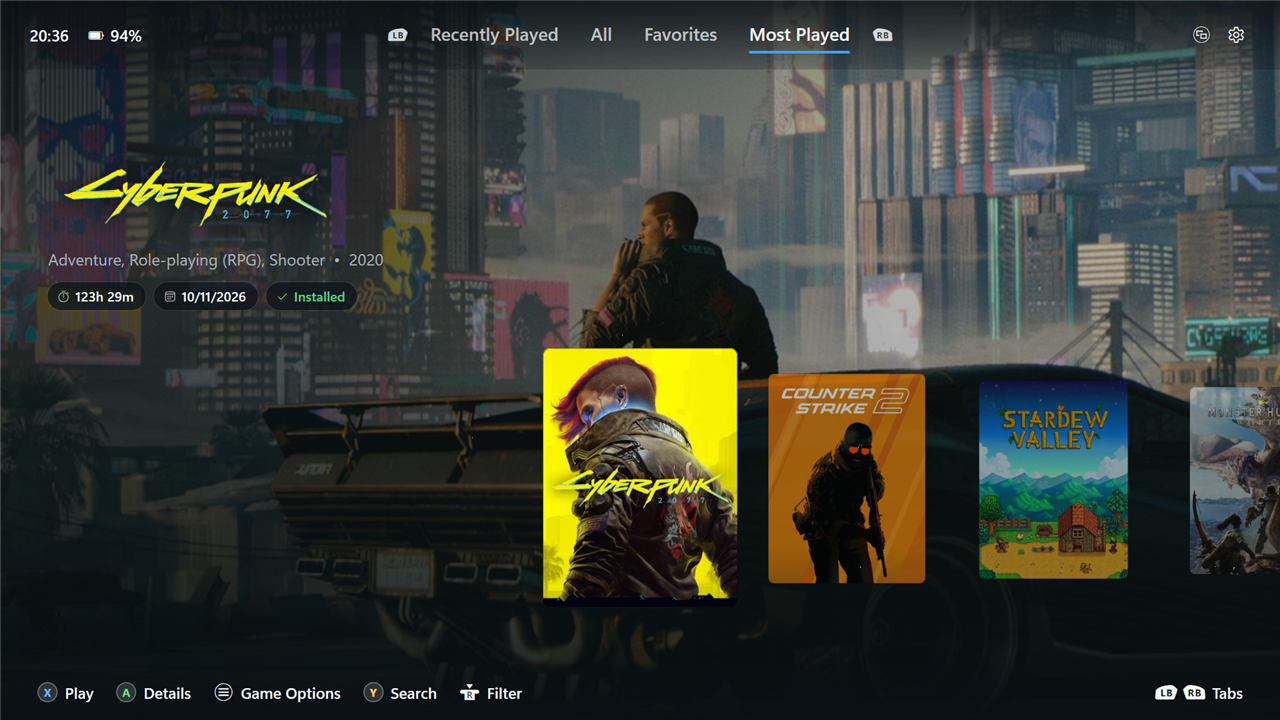 20:36 94% LB Recently Played All Favorites Most Played RB
CYBERPUNK
2077
Adventure, Role-playing (RPG), Shooter • 2020
123h 29m 10/11/2026 Installed
CYBERPUNK
2077
COUNTER
STRIKE 2
STARDEW
VALLEY
MONSTER HU
X Play A Details Game Options Y Search R Filter LB RB Tabs